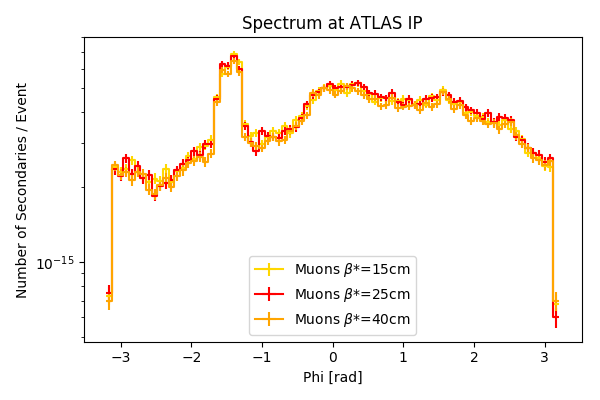 Spectrum at ATLAS IP
Number of Secondaries / Event
10⁻¹⁵
Muons β*=15cm
Muons β*=25cm
Muons β*=40cm
−3 −2 −1 0 1 2 3
Phi [rad]